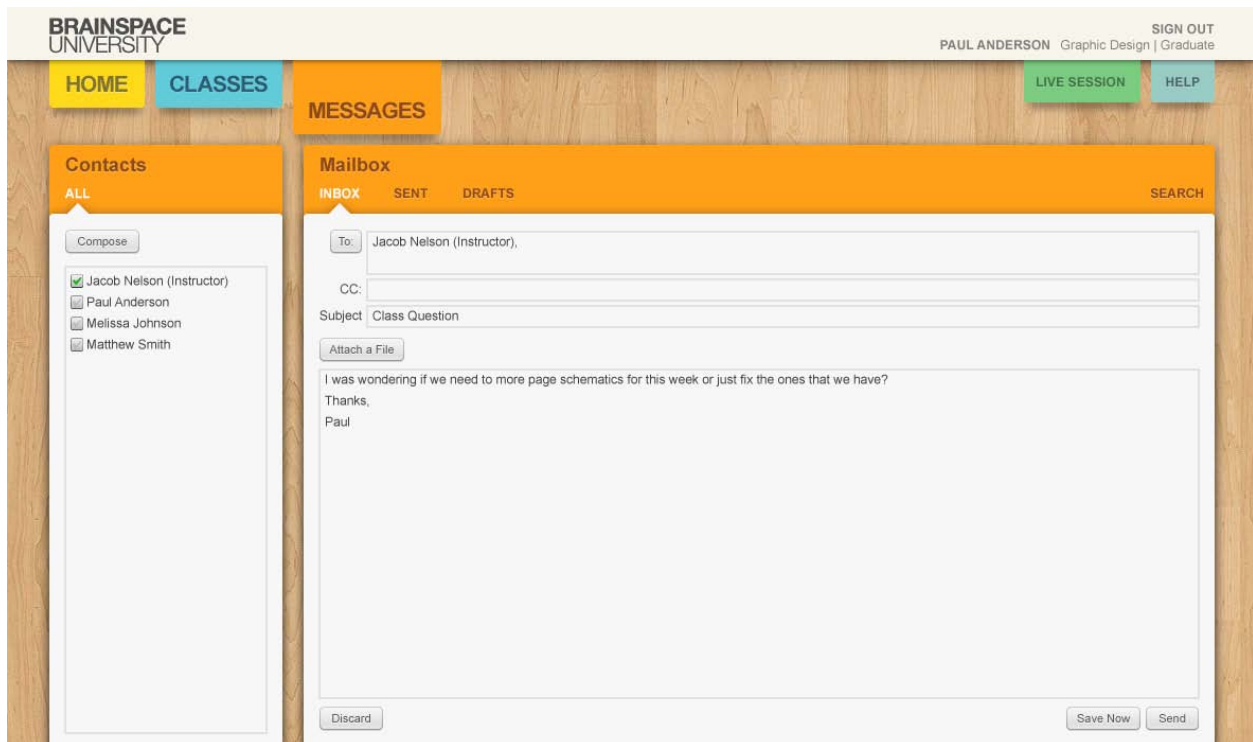 BRAINSPACE
UNIVERSITY
SIGN OUT
PAUL ANDERSON Graphic Design | Graduate
HOME
CLASSES
MESSAGES
LIVE SESSION
HELP
Contacts
ALL
Compose
Jacob Nelson (Instructor)
Paul Anderson
Melissa Johnson
Matthew Smith
Mailbox
INBOX SENT DRAFTS SEARCH
To: Jacob Nelson (Instructor),
CC:
Subject Class Question
Attach a File
I was wondering if we need to more page schematics for this week or just fix the ones that we have?
Thanks,
Paul
Discard Save Now Send